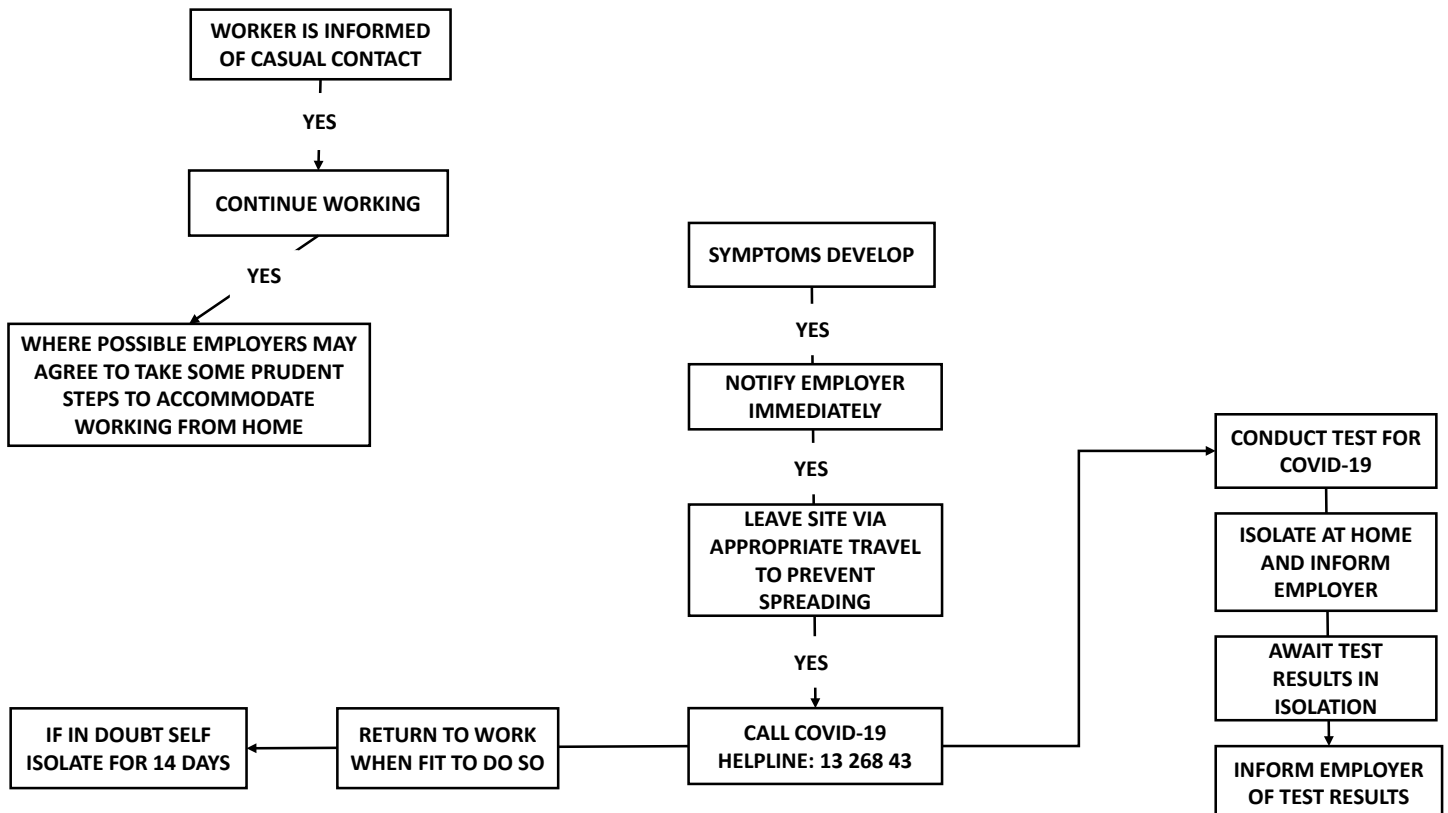 WORKER IS INFORMED
OF CASUAL CONTACT
YES
CONTINUE WORKING
YES
WHERE POSSIBLE EMPLOYERS MAY
AGREE TO TAKE SOME PRUDENT
STEPS TO ACCOMMODATE
WORKING FROM HOME
SYMPTOMS DEVELOP
YES
NOTIFY EMPLOYER
IMMEDIATELY
YES
LEAVE SITE VIA
APPROPRIATE TRAVEL
TO PREVENT
SPREADING
YES
CALL COVID-19
HELPLINE: 13 268 43
RETURN TO WORK
WHEN FIT TO DO SO
IF IN DOUBT SELF
ISOLATE FOR 14 DAYS
CONDUCT TEST FOR
COVID-19
ISOLATE AT HOME
AND INFORM
EMPLOYER
AWAIT TEST
RESULTS IN
ISOLATION
INFORM EMPLOYER
OF TEST RESULTS